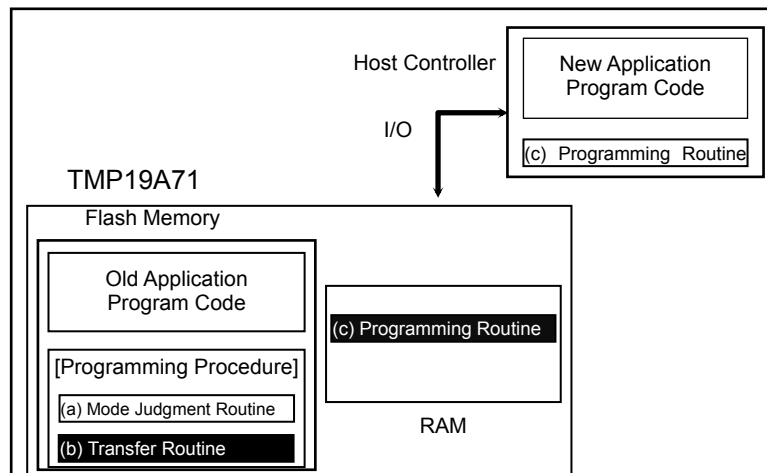 Host Controller
New Application
Program Code
I/O
(c) Programming Routine
TMP19A71
Flash Memory
Old Application
Program Code
(c) Programming Routine
[Programming Procedure]
(a) Mode Judgment Routine
(b) Transfer Routine
RAM